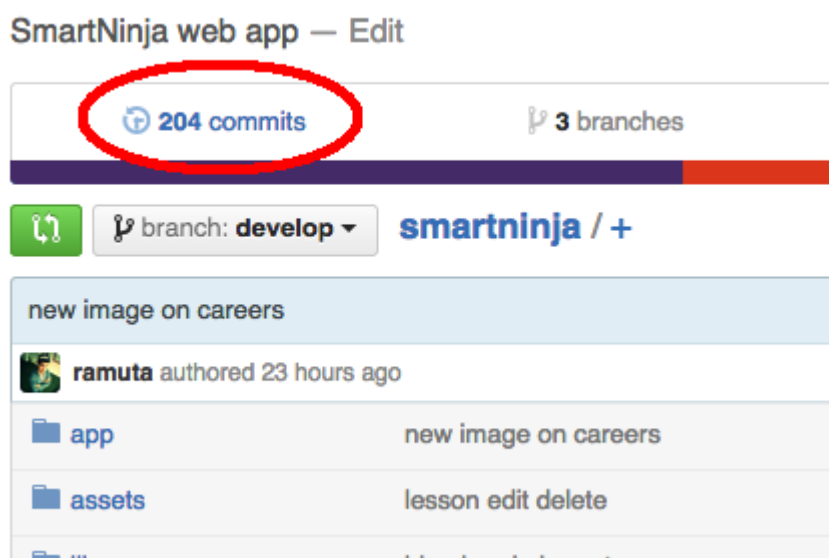 SmartNinja web app — Edit
204 commits 3 branches
branch: develop smartninja / +
new image on careers
ramuta authored 23 hours ago
app new image on careers
assets lesson edit delete